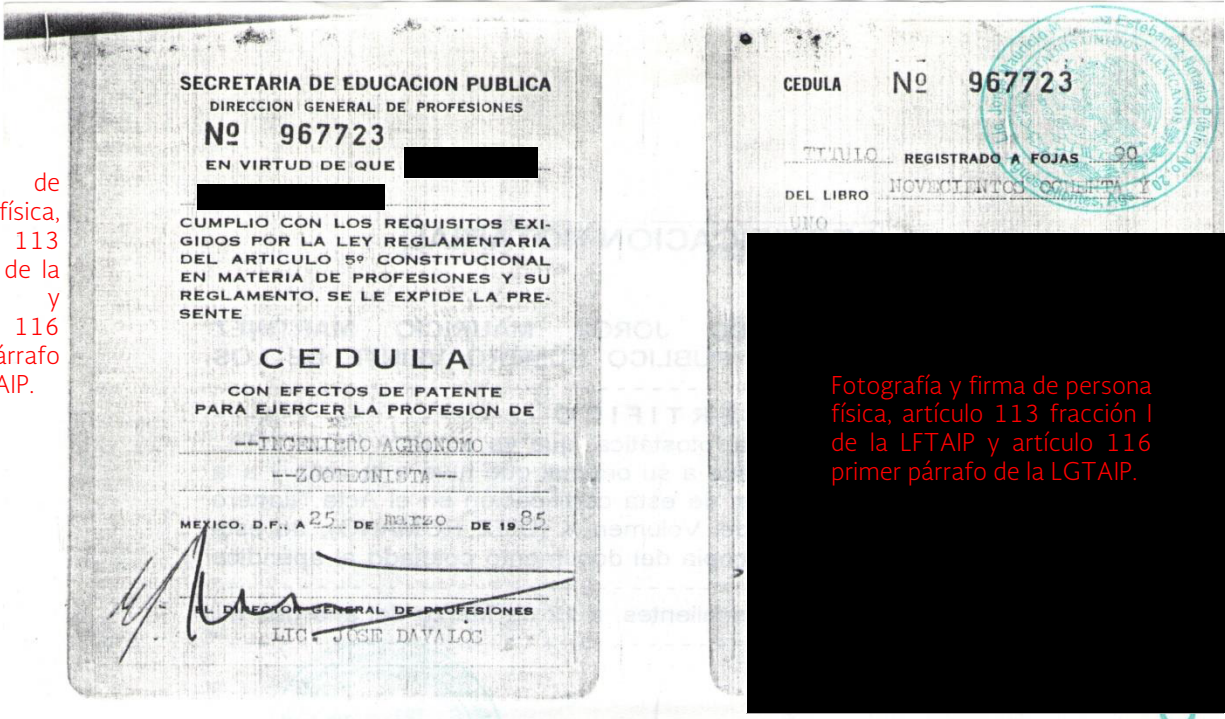 SECRETARIA DE EDUCACION PUBLICA
DIRECCION GENERAL DE PROFESIONES
Nº 967723
EN VIRTUD DE QUE
CUMPLIO CON LOS REQUISITOS EXI-
GIDOS POR LA LEY REGLAMENTARIA
DEL ARTICULO 5º CONSTITUCIONAL
EN MATERIA DE PROFESIONES Y SU
REGLAMENTO. SE LE EXPIDE LA PRE-
SENTE
CEDULA
CON EFECTOS DE PATENTE
PARA EJERCER LA PROFESION DE
--INGENIERO AGRONOMO
--ZOOTECNISTA--
MEXICO, D.F., A 25 DE marzo DE 1985
EL DIRECTOR GENERAL DE PROFESIONES
LIC. JOSE DAVALOS
de
física,
113
de la
y
116
párrafo
AIP.
CEDULA Nº 967723
TITULO REGISTRADO A FOJAS 90
DEL LIBRO NOVECIENTOS OCHENTA Y
UNO
Fotografía y firma de persona
física, artículo 113 fracción I
de la LFTAIP y artículo 116
primer párrafo de la LGTAIP.